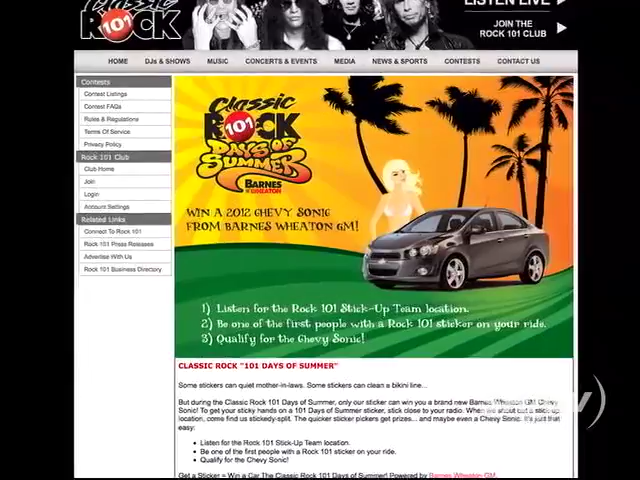 Classic
ROCK
101
LISTEN LIVE
JOIN THE
ROCK 101 CLUB
HOME DJs & SHOWS MUSIC CONCERTS & EVENTS MEDIA NEWS & SPORTS CONTESTS CONTACT US
Contests
Contest Listings
Contest FAQs
Rules & Regulations
Terms Of Service
Privacy Policy
Rock 101 Club
Club Home
Join
Login
Account Settings
Related Links
Connect To Rock 101
Rock 101 Press Releases
Advertise With Us
Rock 101 Business Directory
Classic
ROCK
101
DAYS OF
SUMMER
BARNES
WHEATON
WIN A 2012 CHEVY SONIC
FROM BARNES WHEATON GM!
1) Listen for the Rock 101 Stick-Up Team location.
2) Be one of the first people with a Rock 101 sticker on your ride.
3) Qualify for the Chevy Sonic!
CLASSIC ROCK "101 DAYS OF SUMMER"
Some stickers can quiet mother-in-laws. Some stickers can clean a bikini line...
But during the Classic Rock 101 Days of Summer, only our sticker can win you a brand new Barnes Wheaton GM Chevy
Sonic! To get your sticky hands on a 101 Days of Summer sticker, stick close to your radio. When we shout out a stick-up
location, come find us stickedy-split. The quicker sticker pickers get prizes... and maybe even a Chevy Sonic. It's just that
easy:
Listen for the Rock 101 Stick-Up Team location.
Be one of the first people with a Rock 101 sticker on your ride.
Qualify for the Chevy Sonic!
Get a Sticker = Win a Car The Classic Rock 101 Days of Summer! Powered by Barnes Wheaton GM.